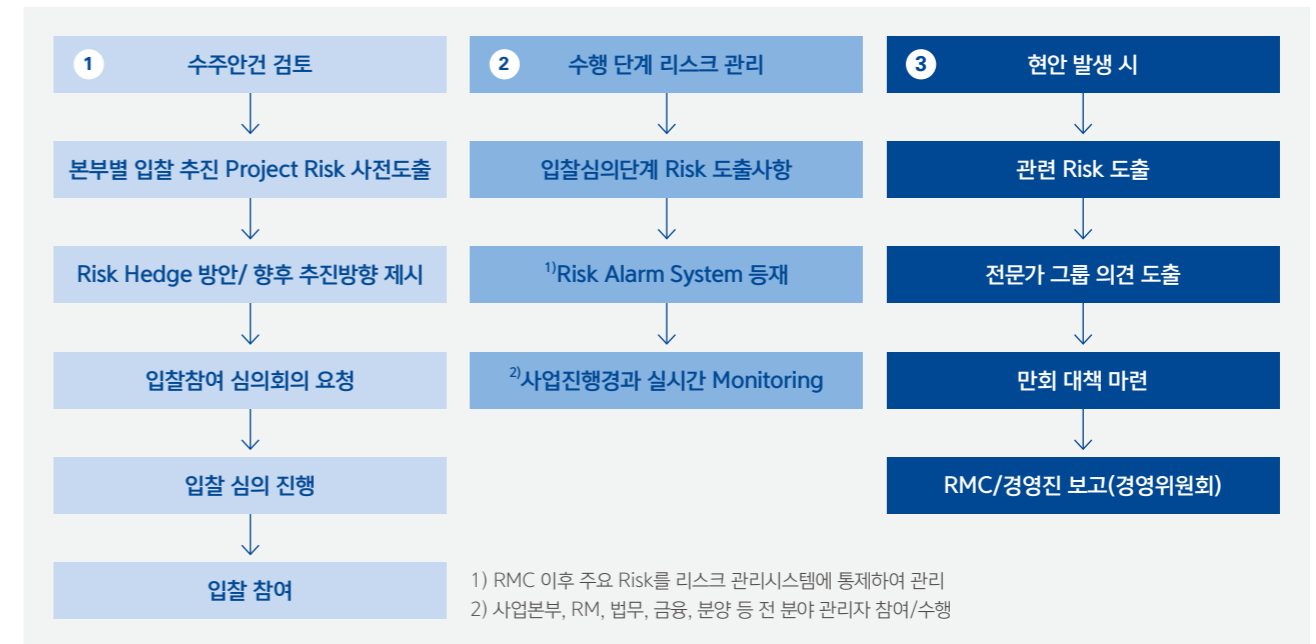 1 수주안건 검토
본부별 입찰 추진 Project Risk 사전도출
Risk Hedge 방안/ 향후 추진방향 제시
입찰참여 심의회의 요청
입찰 심의 진행
입찰 참여
2 수행 단계 리스크 관리
입찰심의단계 Risk 도출사항
1)Risk Alarm System 등재
2)사업진행경과 실시간 Monitoring
3 현안 발생 시
관련 Risk 도출
전문가 그룹 의견 도출
만회 대책 마련
RMC/경영진 보고(경영위원회)
1) RMC 이후 주요 Risk를 리스크 관리시스템에 통제하여 관리
2) 사업본부, RM, 법무, 금융, 분양 등 전 분야 관리자 참여/수행